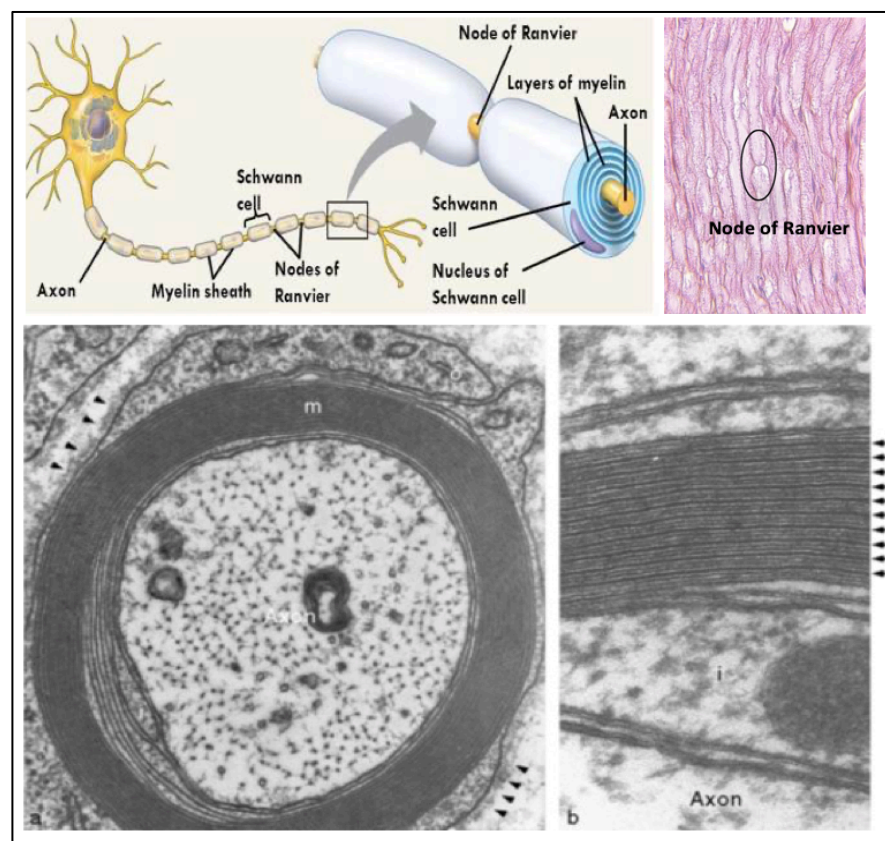 Node of Ranvier
Layers of myelin
Axon
Schwann
cell
Schwann
cell
Nucleus of
Schwann cell
Nodes of
Ranvier
Myelin sheath
Axon
Node of Ranvier
m
o
Axon
a
i
Axon
b